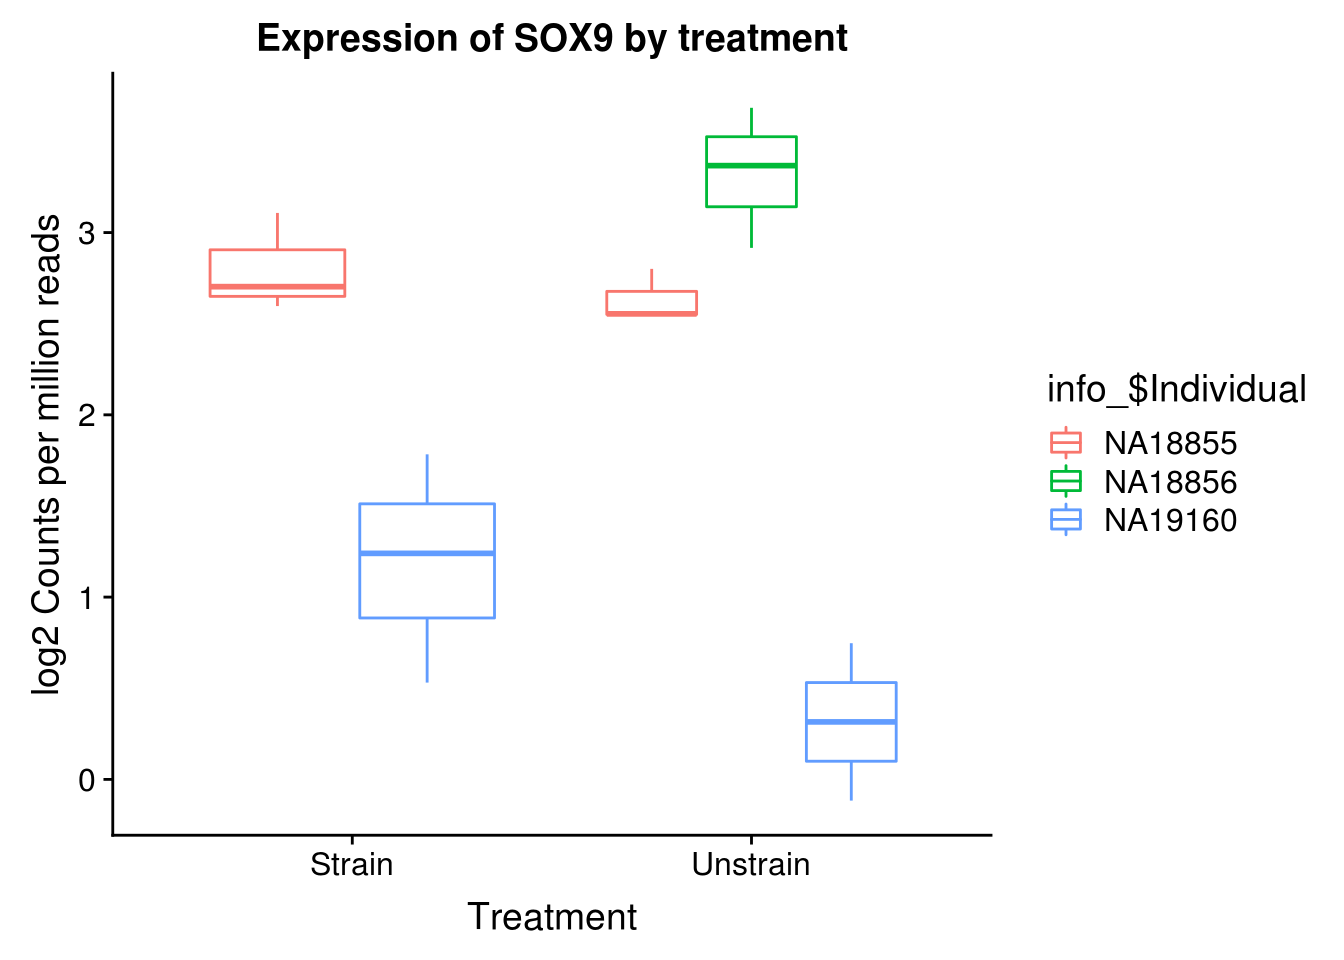 Expression of SOX9 by treatment
log2 Counts per million reads
3
2
1
0
Strain
Unstrain
Treatment
info_$Individual
NA18855
NA18856
NA19160